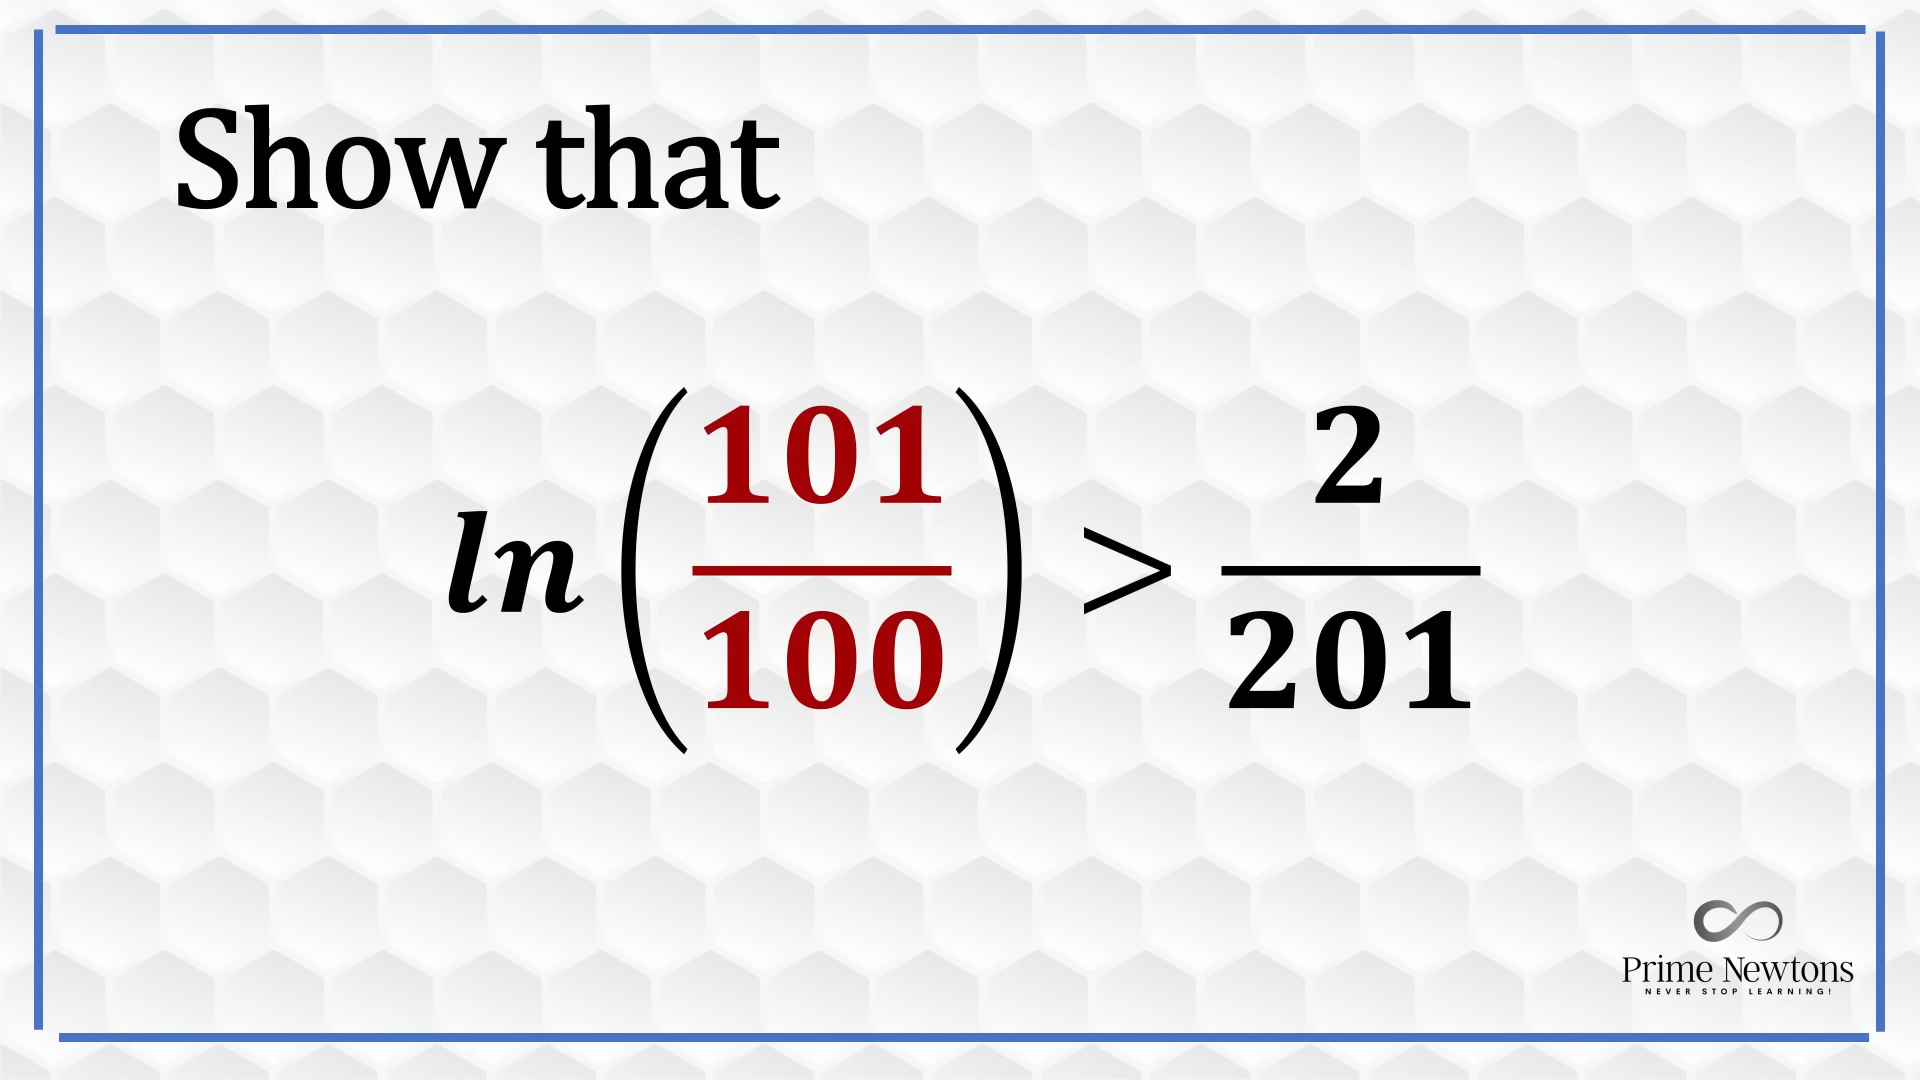 Show that
ln(101/100) > 2/201
Prime Newtons
NEVER STOP LEARNING!